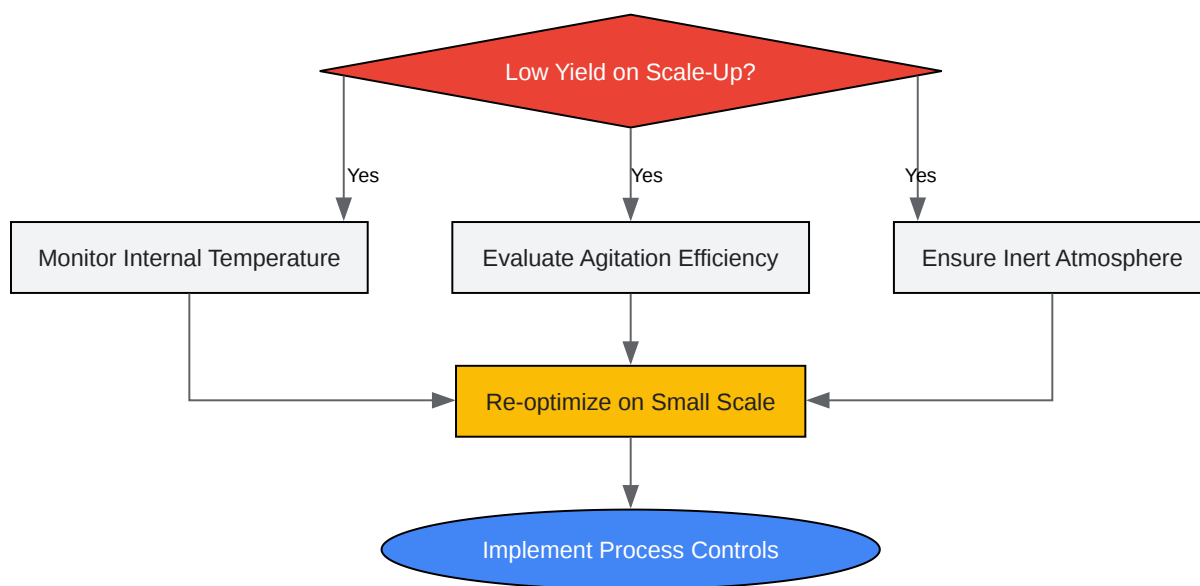 Low Yield on Scale-Up?
Yes
Yes
Yes
Monitor Internal Temperature
Evaluate Agitation Efficiency
Ensure Inert Atmosphere
Re-optimize on Small Scale
Implement Process Controls